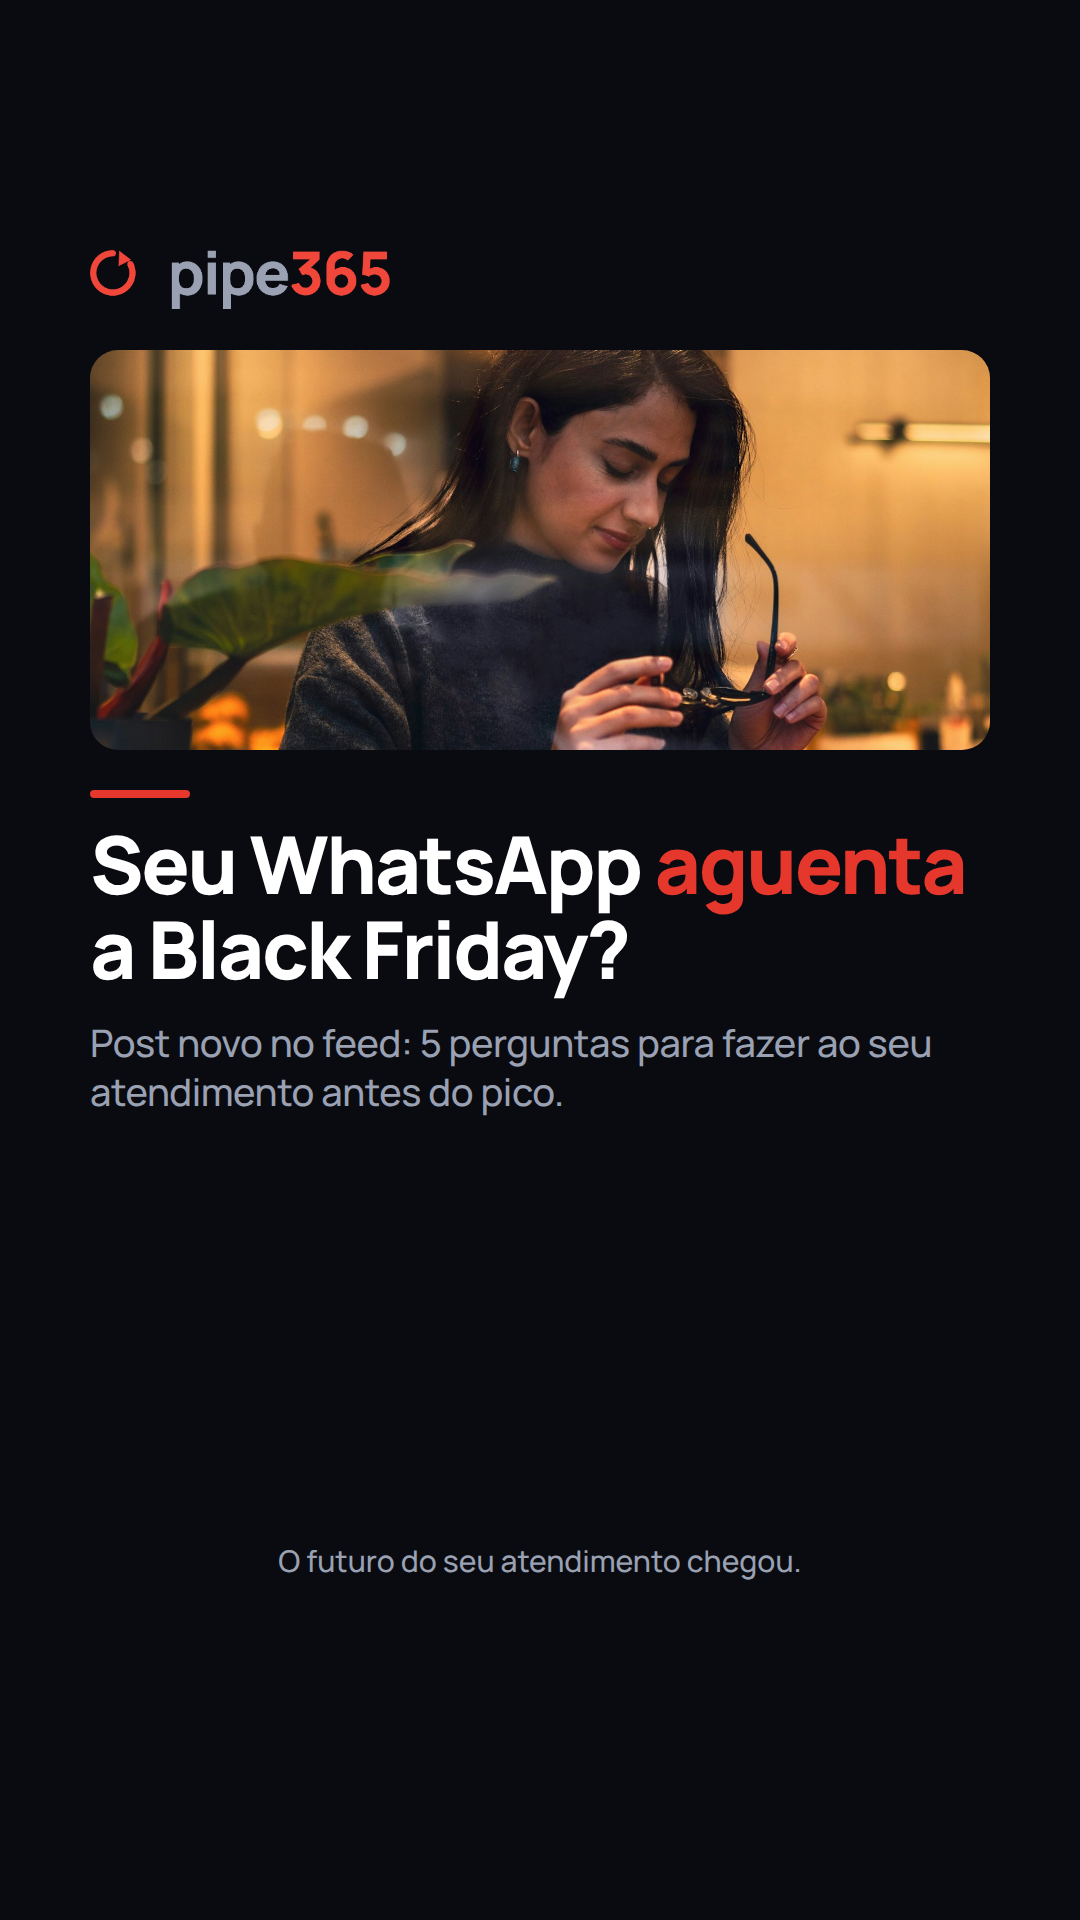 pipe365
Seu WhatsApp aguenta
a Black Friday?
Post novo no feed: 5 perguntas para fazer ao seu
atendimento antes do pico.
O futuro do seu atendimento chegou.